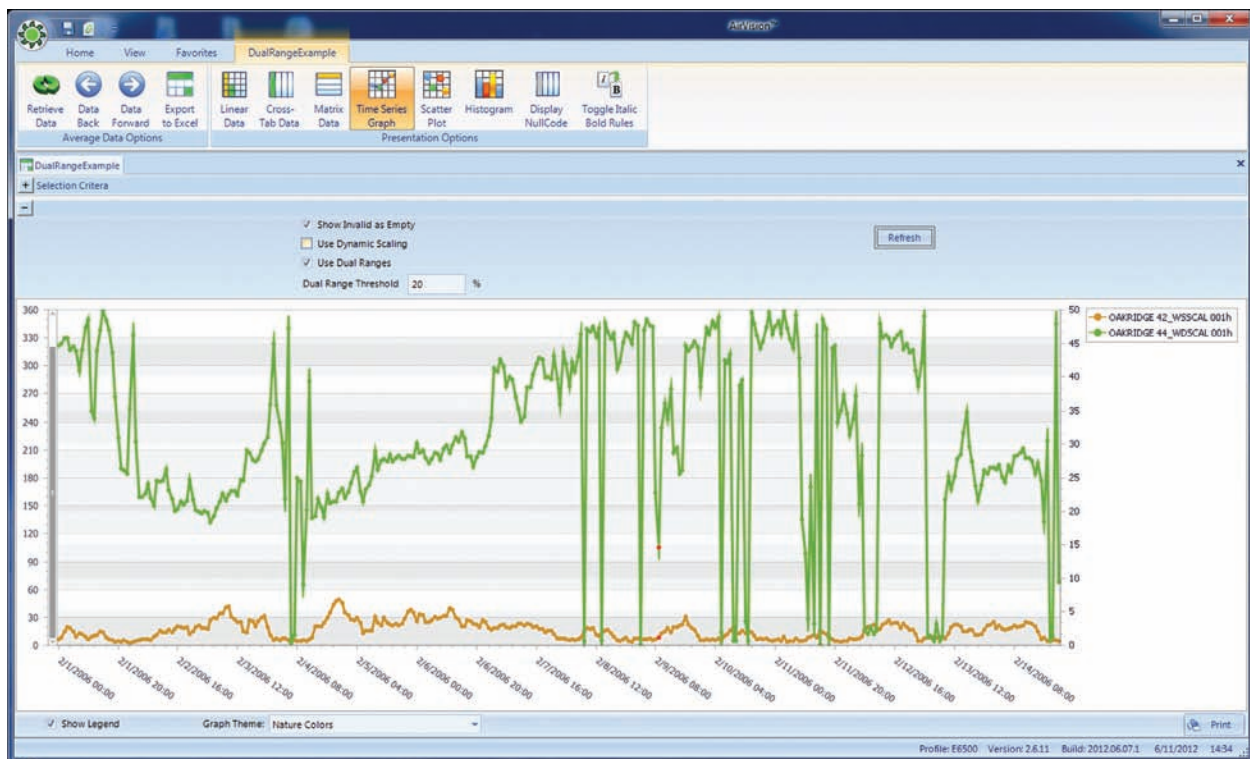 AirVision™
Home View Favorites DualRangeExample
Retrieve Data Data Back Data Forward Export to Excel Linear Data Cross-Tab Data Matrix Data Time Series Graph Scatter Plot Histogram Display NullCode Toggle Italic Bold Rules
Average Data Options Presentation Options
DualRangeExample
Selection Critera
Show Invalid as Empty
Use Dynamic Scaling
Refresh
Use Dual Ranges
Dual Range Threshold 20 %
360 50
OAKRIDGE 42_WSSCAL 001h
OAKRIDGE 44_WDSCAL 001h
330 45
300 40
270
240 35
210 30
180 25
150 20
120 15
90 10
60
30 5
0 0
2/1/2006 00:00 2/1/2006 20:00 2/2/2006 16:00 2/3/2006 12:00 2/4/2006 08:00 2/5/2006 04:00 2/6/2006 00:00 2/6/2006 20:00 2/7/2006 16:00 2/8/2006 12:00 2/9/2006 08:00 2/10/2006 04:00 2/11/2006 00:00 2/11/2006 20:00 2/12/2006 16:00 2/13/2006 12:00 2/14/2006 08:00
Show Legend Graph Theme: Nature Colors Print
Profile: E6500 Version: 2.6.11 Build: 2012.06.07.1 6/11/2012 14:34